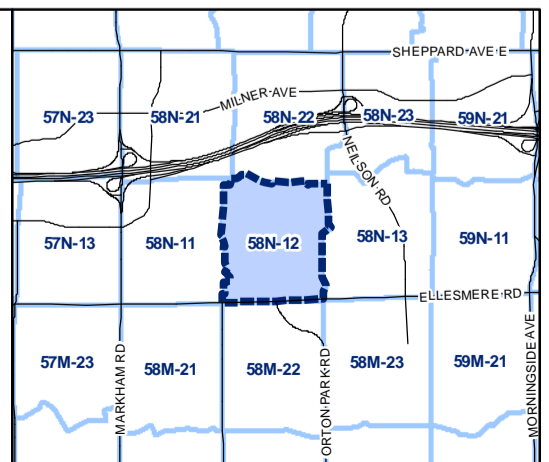 SHEPPARD AVE E
MILNER AVE
57N-23
58N-21
58N-22
58N-23
59N-21
NEILSON RD
57N-13
58N-11
58N-12
58N-13
59N-11
ELLESMERE RD
57M-23
58M-21
58M-22
58M-23
59M-21
MARKHAM RD
ORTON PARK RD
MORNINGSIDE AVE